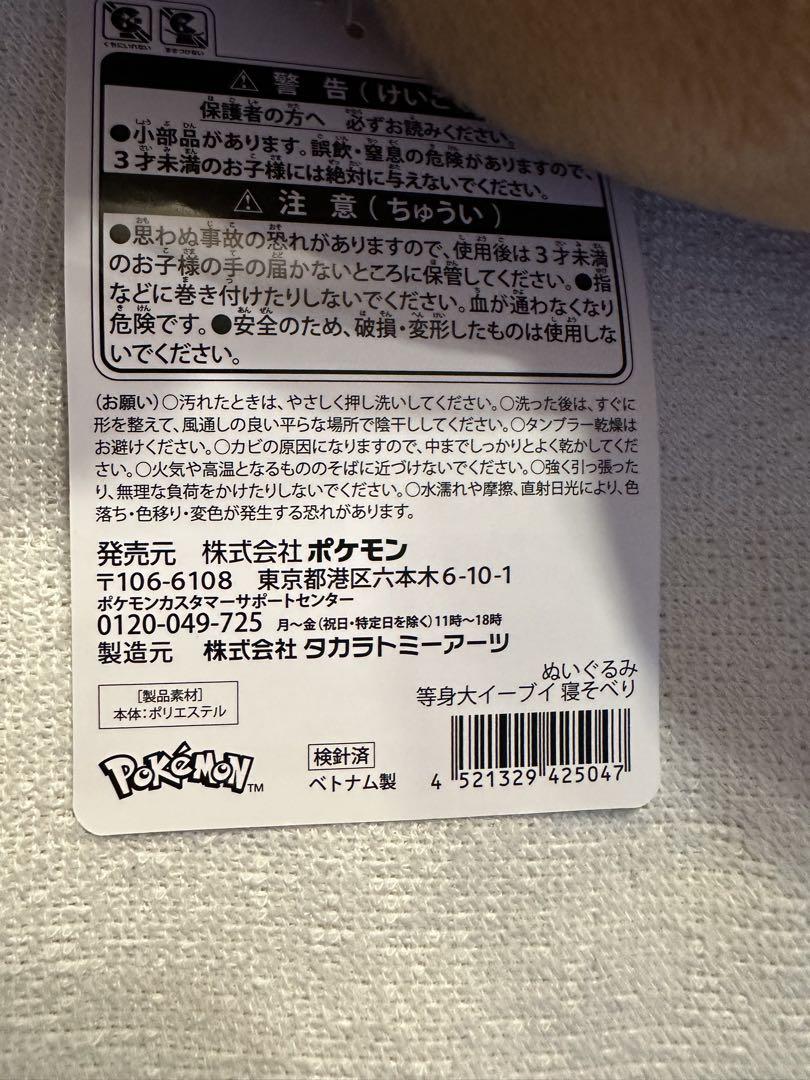 くちにいれない
まきつけない
警告(けいこ
保護者の方へ 必ずお読みください。
●小部品があります。誤飲・窒息の危険がありますので、
3才未満のお子様には絶対に与えないでください。
注意(ちゅうい)
●思わぬ事故の恐れがありますので、使用後は3才未満
のお子様の手の届かないところに保管してください。●指
などに巻き付けたりしないでください。血が通わなくなり
危険です。●安全のため、破損・変形したものは使用しな
いでください。
(お願い)○汚れたときは、やさしく押し洗いしてください。○洗った後は、すぐに
形を整えて、風通しの良い平らな場所で陰干ししてください。○タンブラー乾燥は
お避けください。○カビの原因になりますので、中までしっかりとよく乾かしてくだ
さい。○火気や高温となるもののそばに近づけないでください。○強く引っ張った
り、無理な負荷をかけたりしないでください。○水濡れや摩擦、直射日光により、色
落ち・色移り・変色が発生する恐れがあります。
発売元 株式会社ポケモン
〒106-6108 東京都港区六本木6-10-1
ポケモンカスタマーサポートセンター
0120-049-725 月~金(祝日・特定日を除く)11時~18時
製造元 株式会社タカラトミーアーツ
ぬいぐるみ
等身大イーブイ 寝そべり
[製品素材]
本体:ポリエステル
POKéMON TM
検針済
ベトナム製
4 521329 425047